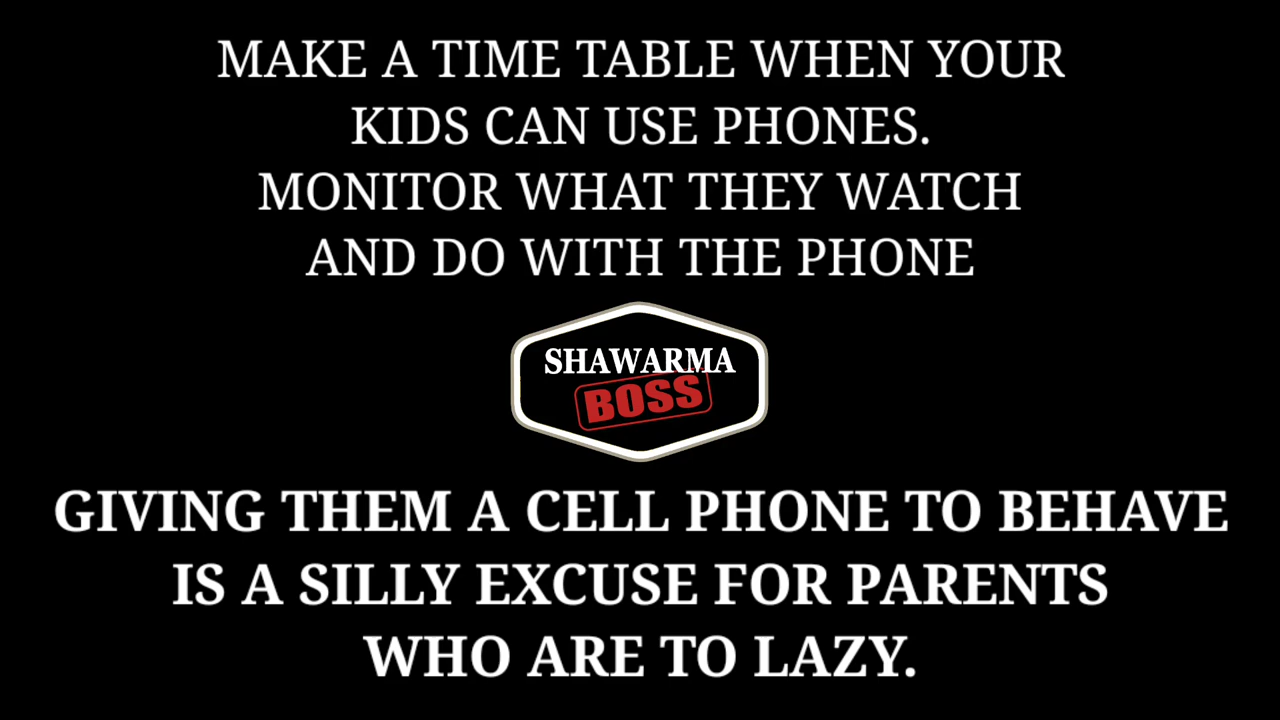 MAKE A TIME TABLE WHEN YOUR
KIDS CAN USE PHONES.
MONITOR WHAT THEY WATCH
AND DO WITH THE PHONE
SHAWARMA
BOSS
GIVING THEM A CELL PHONE TO BEHAVE
IS A SILLY EXCUSE FOR PARENTS
WHO ARE TO LAZY.